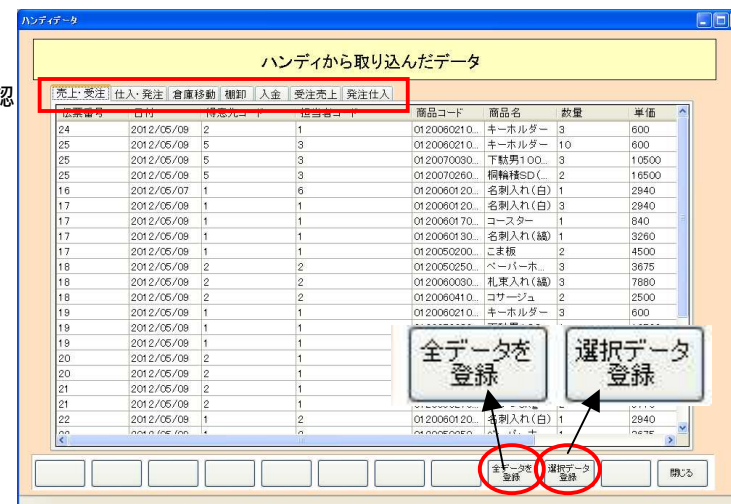 ハンディデータ
認
ハンディから取り込んだデータ
売上・受注 仕入・発注 倉庫移動 棚卸 入金 受注売上 発注仕入
伝票番号 日付 得意先コード 担当者コード 商品コード 商品名 数量 単価
24 2012/05/09 2 1 0120060210... キーホルダー 3 600
25 2012/05/09 5 3 0120060210... キーホルダー 10 600
25 2012/05/09 5 3 0120070030... 下駄男100... 3 10500
25 2012/05/09 5 3 0120070260... 桐輪積SD(... 2 16500
16 2012/05/07 1 6 0120060120... 名刺入れ(白) 1 2940
17 2012/05/09 1 1 0120060120... 名刺入れ(白) 3 2940
17 2012/05/09 1 1 0120060170... コースター 1 840
17 2012/05/09 1 1 0120060130... 名刺入れ(縞) 1 3260
17 2012/05/09 1 1 0120050200... こま板 2 4500
18 2012/05/09 2 2 0120050250... ペーパーホ... 3 3675
18 2012/05/09 2 2 0120060030... 札束入れ(縞) 3 7880
18 2012/05/09 2 2 0120060410... コサージュ 2 2500
19 2012/05/09 1 1 0120060210... キーホルダー 3 600
19 2012/05/09 1 1
20 2012/05/09 2 1
20 2012/05/09 2 1
21 2012/05/09 2 1
21 2012/05/09 2 1
22 2012/05/09 1 2 0120060120... 名刺入れ(白) 1 2940
全データを
登録
選択データ
登録
全データを
登録
選択データ
登録
閉じる